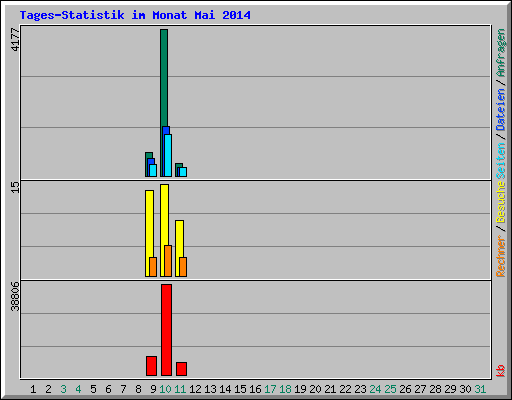 Tages-Statistik im Monat Mai 2014
4177
15
38806
Rechner / Besuche Seiten / Dateien / Anfragen
kb
1 2 3 4 5 6 7 8 9 10 11 12 13 14 15 16 17 18 19 20 21 22 23 24 25 26 27 28 29 30 31